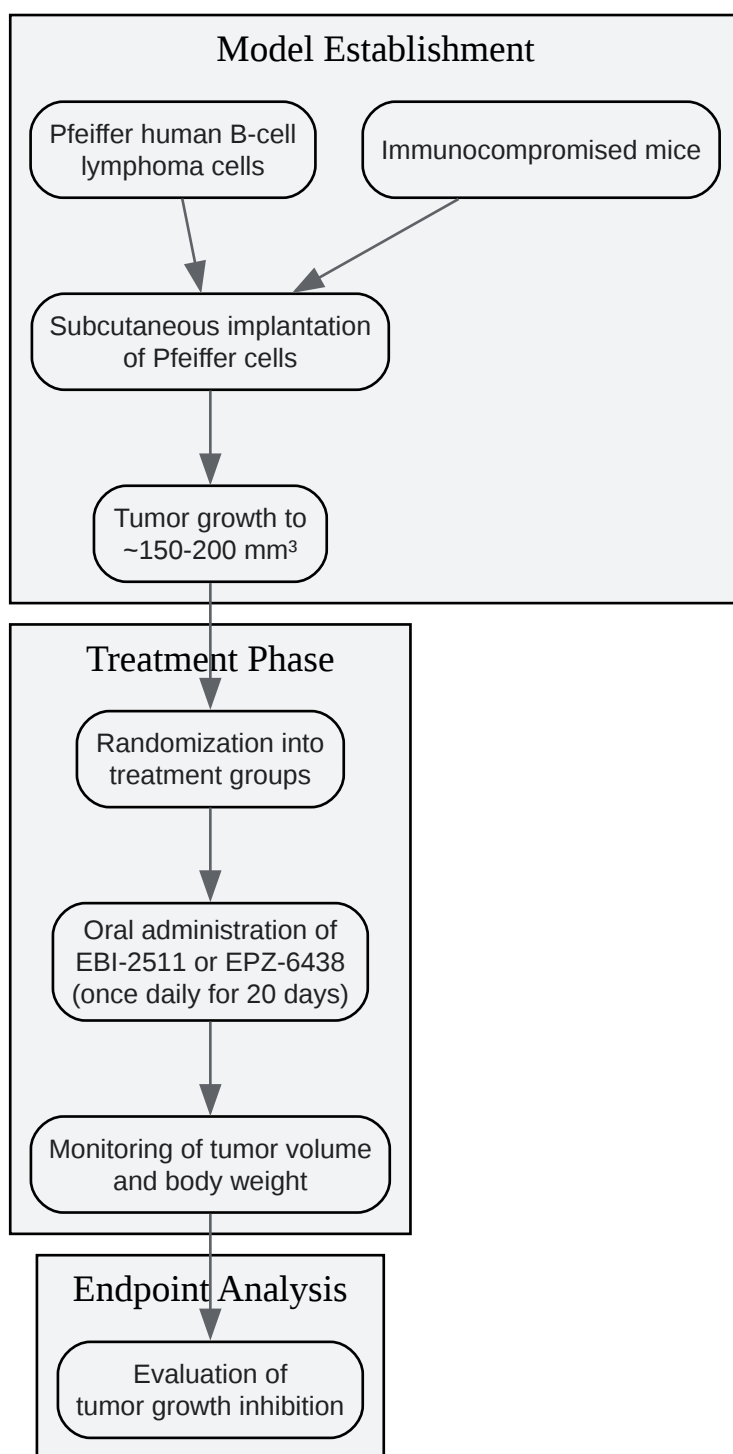 Model Establishment
Pfeiffer human B-cell
lymphoma cells
Immunocompromised mice
Subcutaneous implantation
of Pfeiffer cells
Tumor growth to
~150-200 mm³
Treatment Phase
Randomization into
treatment groups
Oral administration of
EBI-2511 or EPZ-6438
(once daily for 20 days)
Monitoring of tumor volume
and body weight
Endpoint Analysis
Evaluation of
tumor growth inhibition